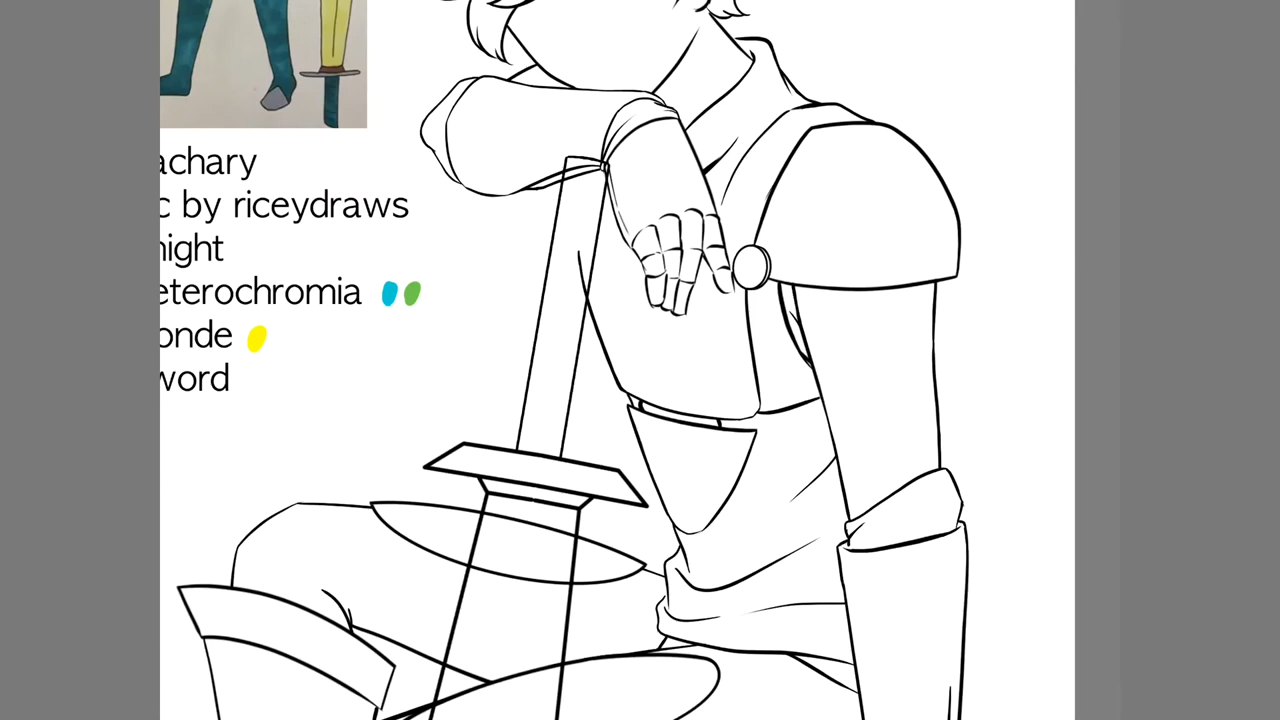 achary
c by riceydraws
night
eterochromia
onde
word